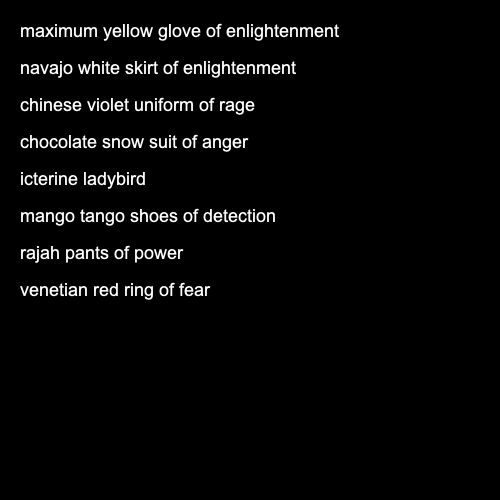 maximum yellow glove of enlightenment
navajo white skirt of enlightenment
chinese violet uniform of rage
chocolate snow suit of anger
icterine ladybird
mango tango shoes of detection
rajah pants of power
venetian red ring of fear